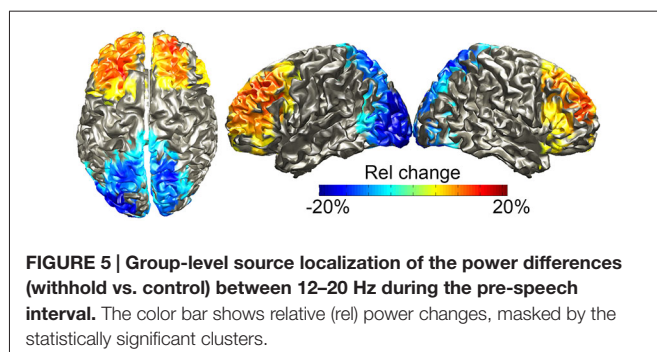 Rel change
-20%
20%
FIGURE 5 | Group-level source localization of the power differences
(withhold vs. control) between 12–20 Hz during the pre-speech
interval. The color bar shows relative (rel) power changes, masked by the
statistically significant clusters.